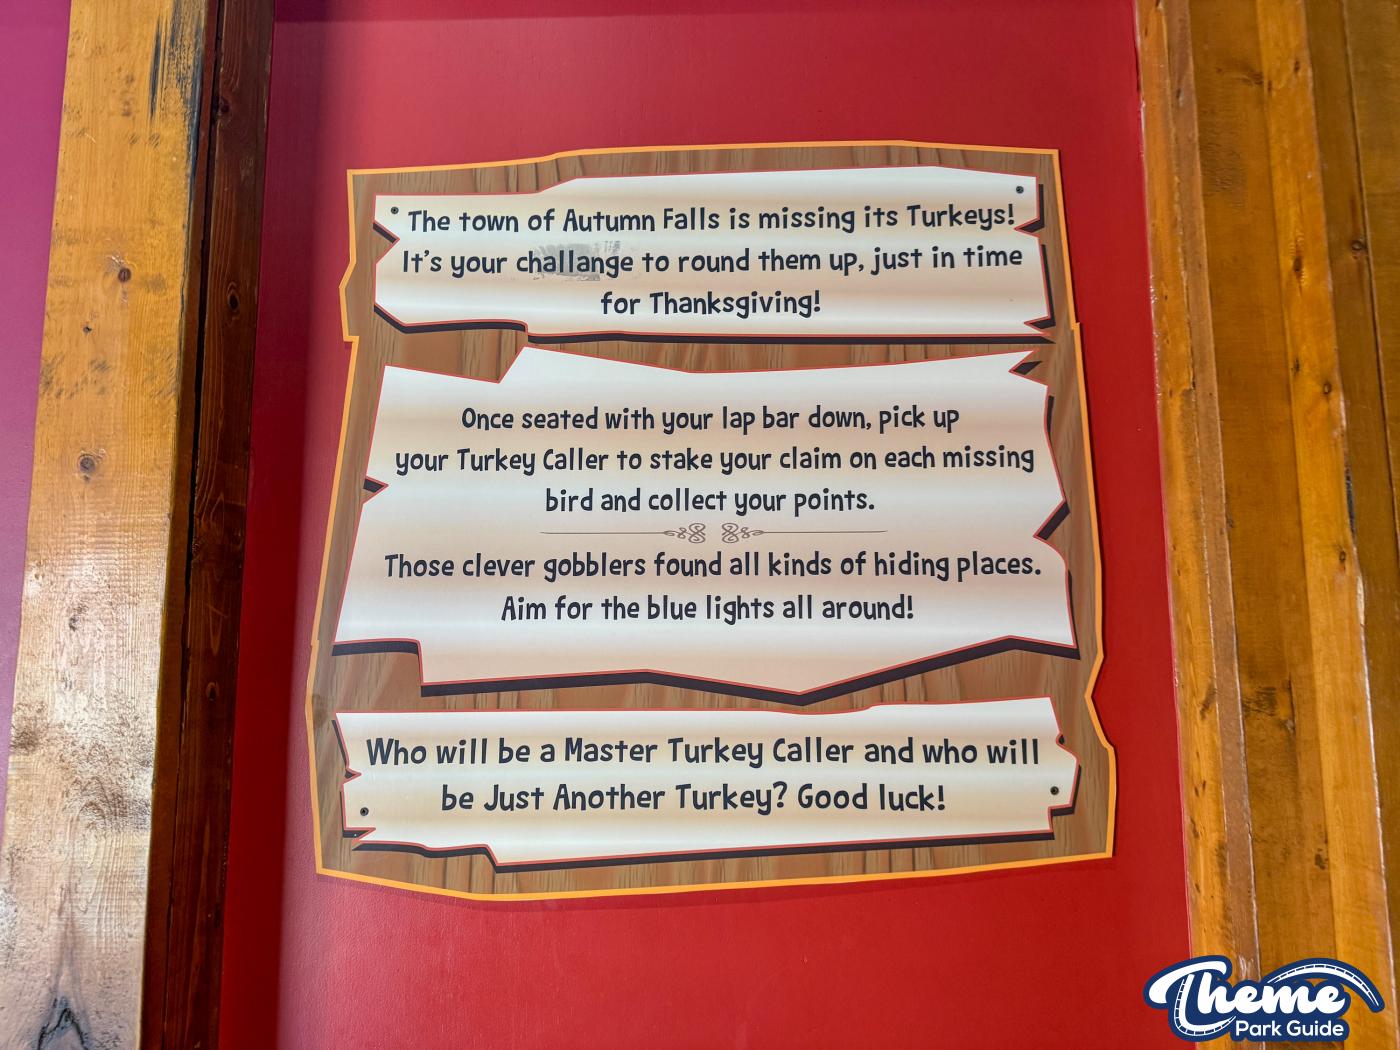 The town of Autumn Falls is missing its Turkeys!
It's your challange to round them up, just in time
for Thanksgiving!
Once seated with your lap bar down, pick up
your Turkey Caller to stake your claim on each missing
bird and collect your points.
Those clever gobblers found all kinds of hiding places.
Aim for the blue lights all around!
Who will be a Master Turkey Caller and who will
be Just Another Turkey? Good luck!
Theme
Park Guide